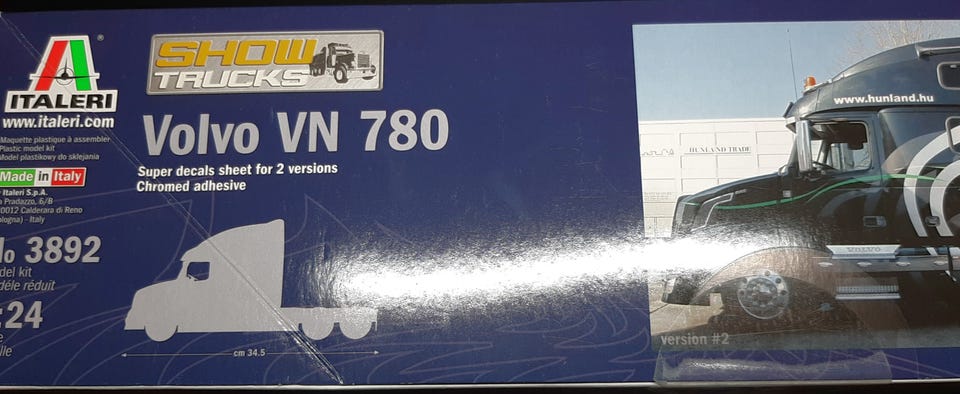 ITALERI
®
www.italeri.com
Maquette plastique à assembler
Plastic model kit
Model plastikowy do sklejania
Made in Italy
Italeri S.p.A.
Pradazzo, 6/B
0012 Calderara di Reno
ologna) - Italy
3892
del kit
dèle réduit
:24
SHOW
TRUCKS
Volvo VN 780
Super decals sheet for 2 versions
Chromed adhesive
cm 34.5
www.hunland.hu
HUNLAND TRADE
VOLVO
version #2